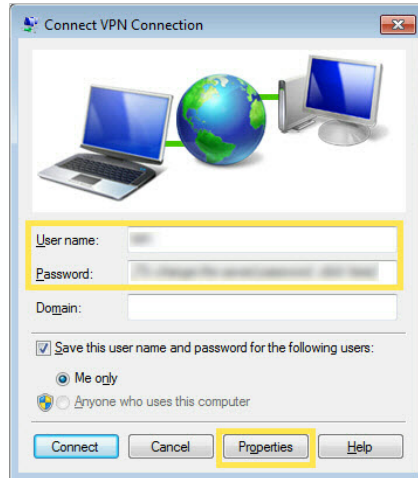 Connect VPN Connection
User name:
Password:
Domain:
Save this user name and password for the following users:
Me only
Anyone who uses this computer
Connect Cancel Properties Help